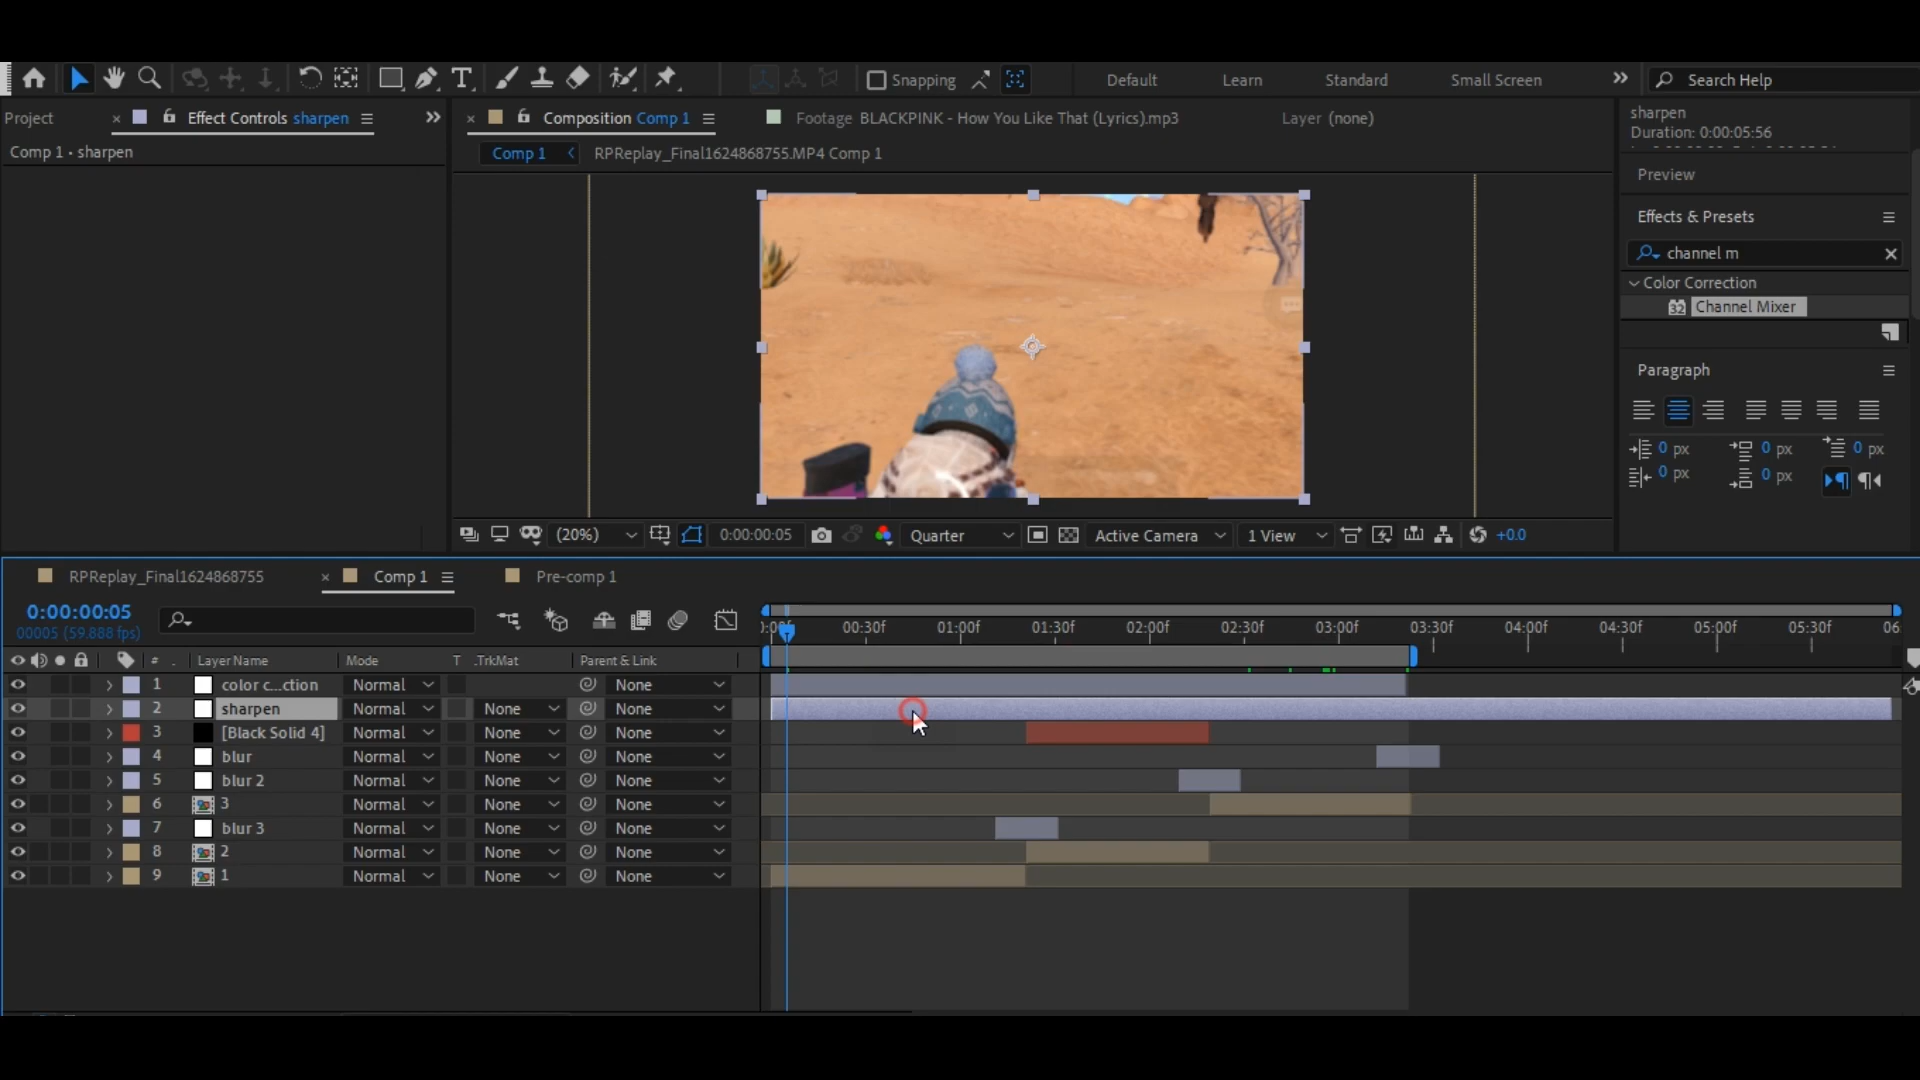 Snapping
Default
Learn
Standard
Small Screen
Search Help
Project
Effect Controls sharpen
Composition Comp 1
Footage BLACKPINK - How You Like That (Lyrics).mp3
Layer (none)
sharpen
Duration: 0:00:05:56
Comp 1 • sharpen
Comp 1
RPReplay_Final1624868755.MP4 Comp 1
Preview
Effects & Presets
channel m
Color Correction
32 Channel Mixer
Paragraph
0 px 0 px 0 px
0 px 0 px
(20%)
0:00:00:05
Quarter
Active Camera
1 View
+0.0
RPReplay_Final1624868755
Comp 1
Pre-comp 1
0:00:00:05
00005 (59.888 fps)
00:30f 01:00f 01:30f 02:00f 02:30f 03:00f 03:30f 04:00f 04:30f 05:00f 05:30f 06:
# Layer Name Mode T .TrkMat Parent & Link
1 color c...ction Normal None
2 sharpen Normal None None
3 [Black Solid 4] Normal None None
4 blur Normal None None
5 blur 2 Normal None None
6 3 Normal None None
7 blur 3 Normal None None
8 2 Normal None None
9 1 Normal None None